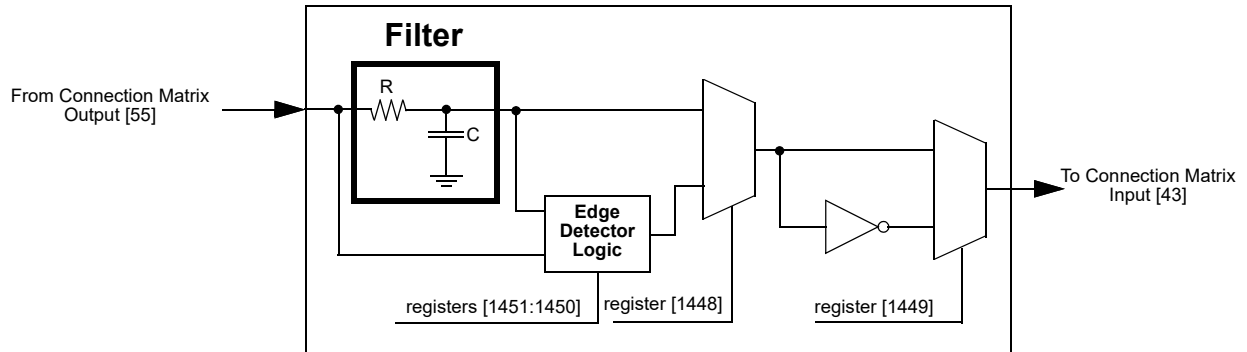 Filter
R
From Connection Matrix
Output [55]
C
To Connection Matrix
Input [43]
Edge
Detector
Logic
registers [1451:1450]
register [1448]
register [1449]